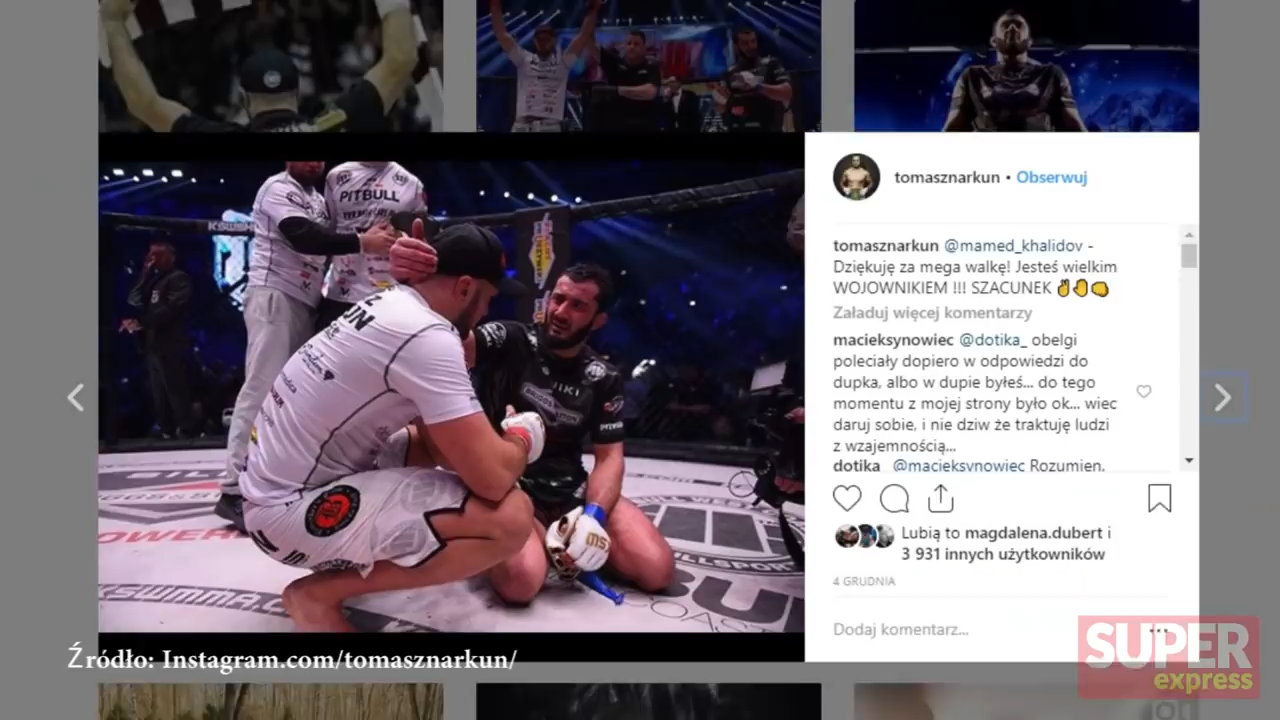 PITBULL
KSW
tomasznarkun • Obserwuj
tomasznarkun @mamed_khalidov -
Dziękuję za mega walkę! Jesteś wielkim
WOJOWNIKIEM !!! SZACUNEK ✌🤚👊
Załaduj więcej komentarzy
macieksynowiec @dotika_ obelgi
poleciały dopiero w odpowiedzi do
dupka, albo w dupie byłeś... do tego
momentu z mojej strony było ok... wiec
daruj sobie, i nie dziw że traktuję ludzi
z wzajemnością...
dotika_ @macieksynowiec Rozumien.
Lubią to magdalena.dubert i
3 931 innych użytkowników
4 GRUDNIA
Dodaj komentarz...
Źródło: Instagram.com/tomasznarkun/
SUPER
express